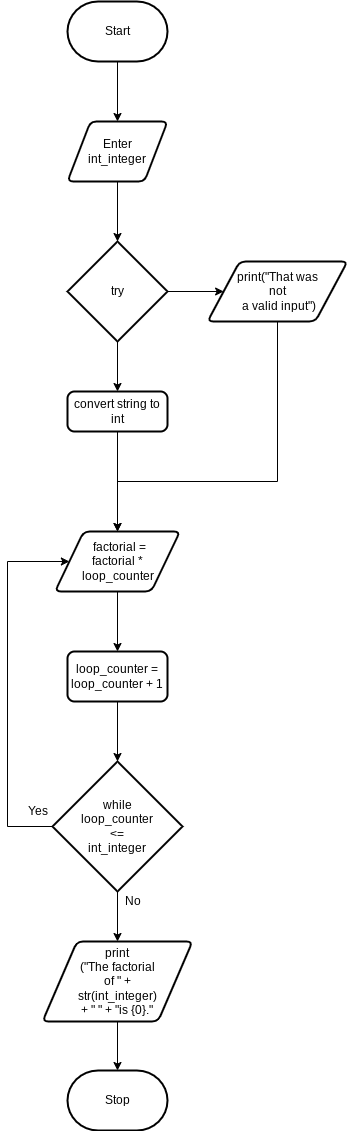 Start
Enter
int_integer
try
print("That was
not
a valid input")
convert string to
int
factorial =
factorial *
loop_counter
loop_counter =
loop_counter + 1
while
loop_counter
<=
int_integer
Yes
No
print
("The factorial
of " +
str(int_integer)
+ " " + "is {0}."
Stop